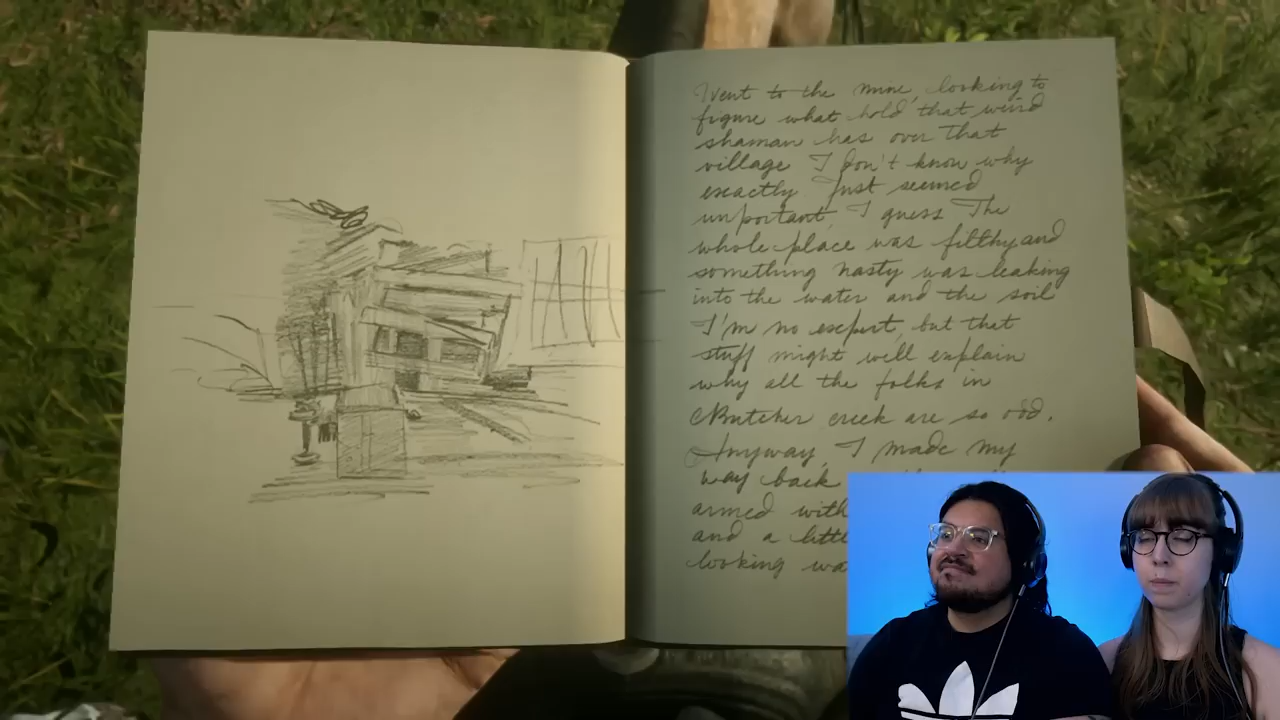 Went to the mine, looking to
figure what hold that weird
shaman has over that
village I don't know why
exactly Just seemed
important, I guess The
whole place was filthy and
something nasty was leaking
into the water and the soil
I'm no expert, but that
stuff might well explain
why all the folks in
Butcher creek are so odd.
Anyway, I made my
way back
armed with
and a little
looking